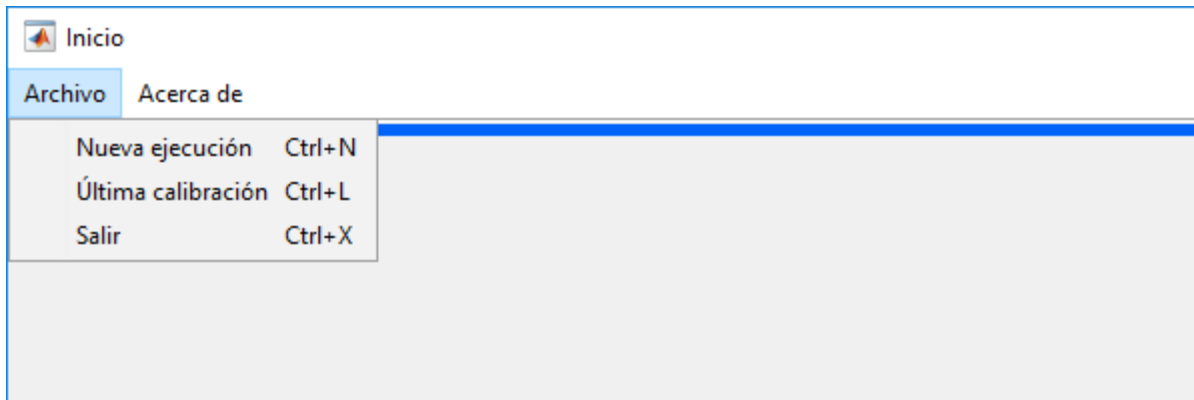 Inicio
Archivo Acerca de
Nueva ejecución Ctrl+N
Última calibración Ctrl+L
Salir Ctrl+X